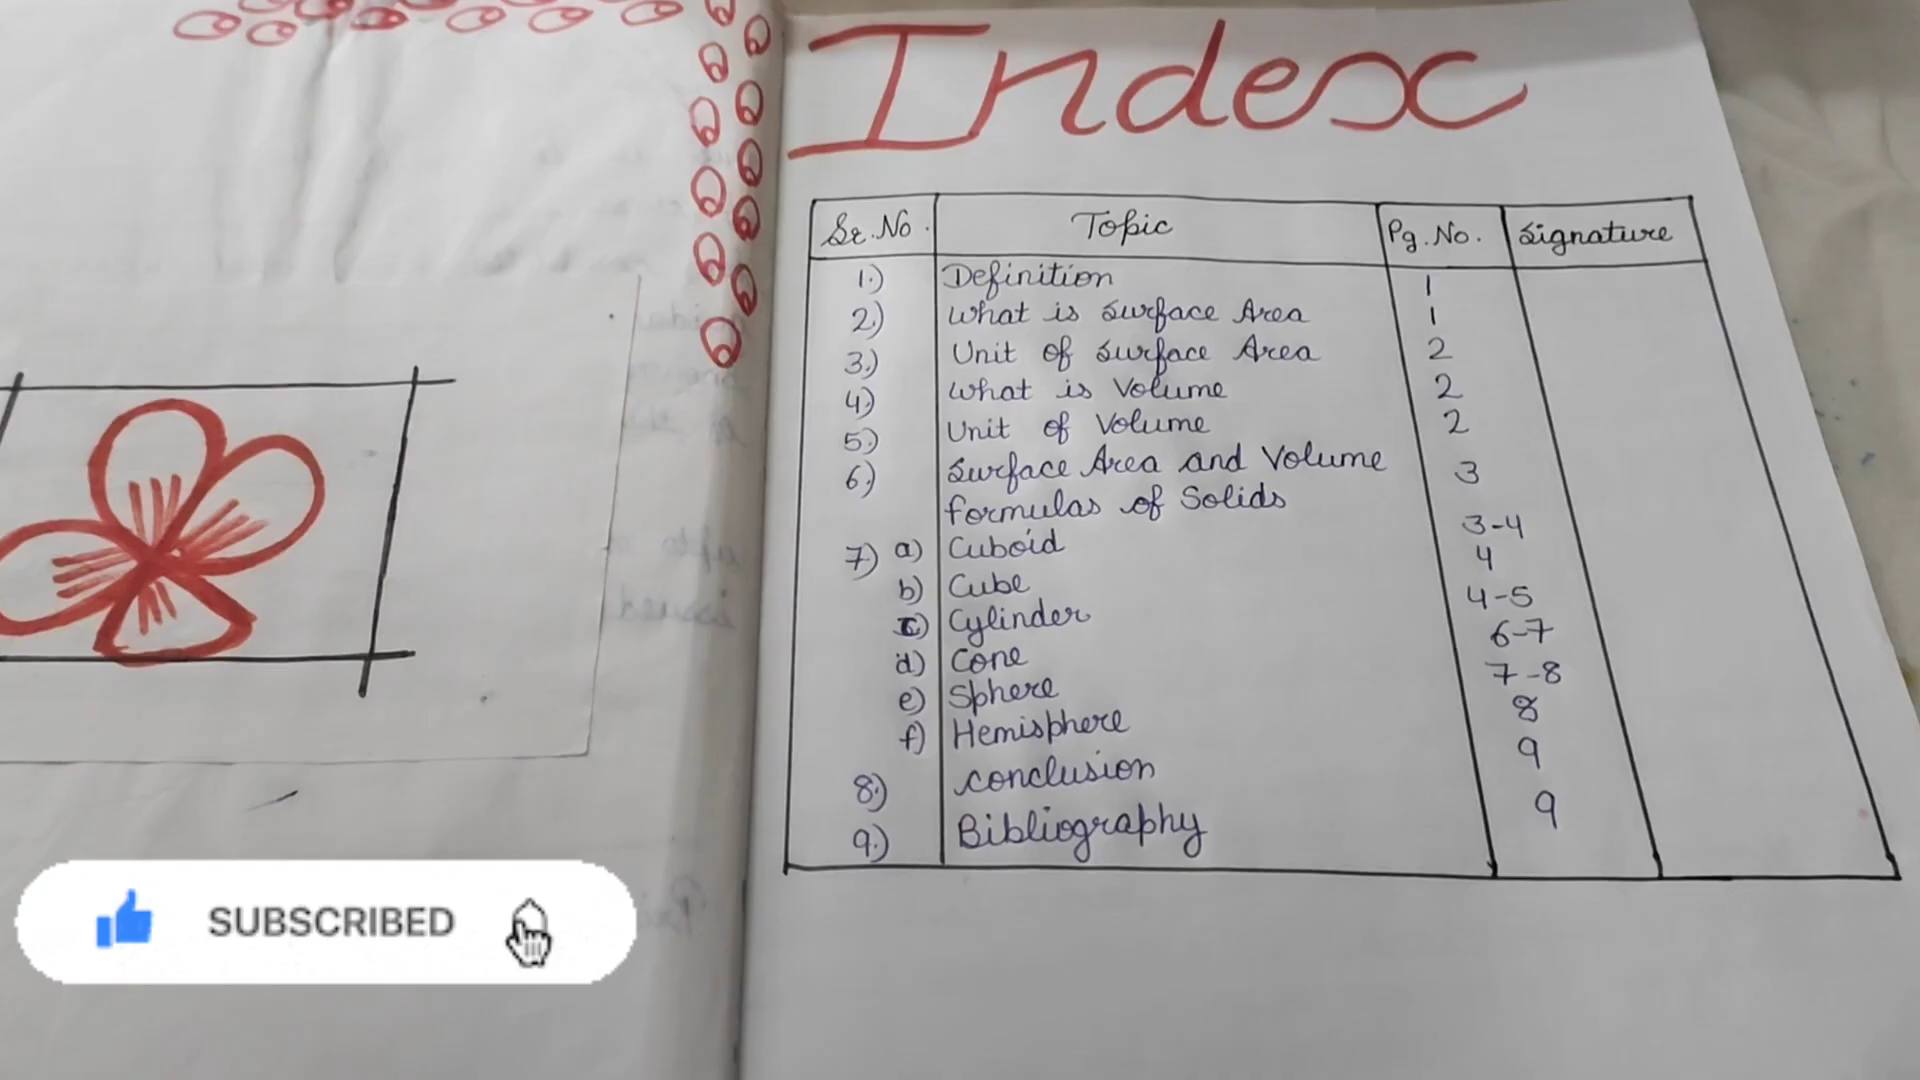 Index
Sr.No. Topic Pg.No. Signature
1.) Definition 1
2.) What is Surface Area 1
3.) Unit of Surface Area 2
4.) What is Volume 2
5.) Unit of Volume 2
6.) Surface Area and Volume 3
formulas of Solids
7.) a) Cuboid 3-4
b) Cube 4
c) Cylinder 4-5
d) Cone 6-7
e) Sphere 7-8
f) Hemisphere 8
8.) conclusion 9
9.) Bibliography 9
SUBSCRIBED